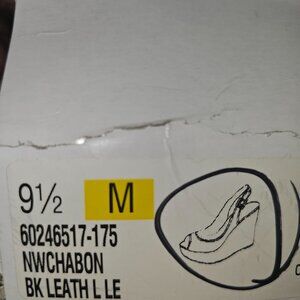 9½ M
60246517-175
NWCHABON
BK LEATH L LE